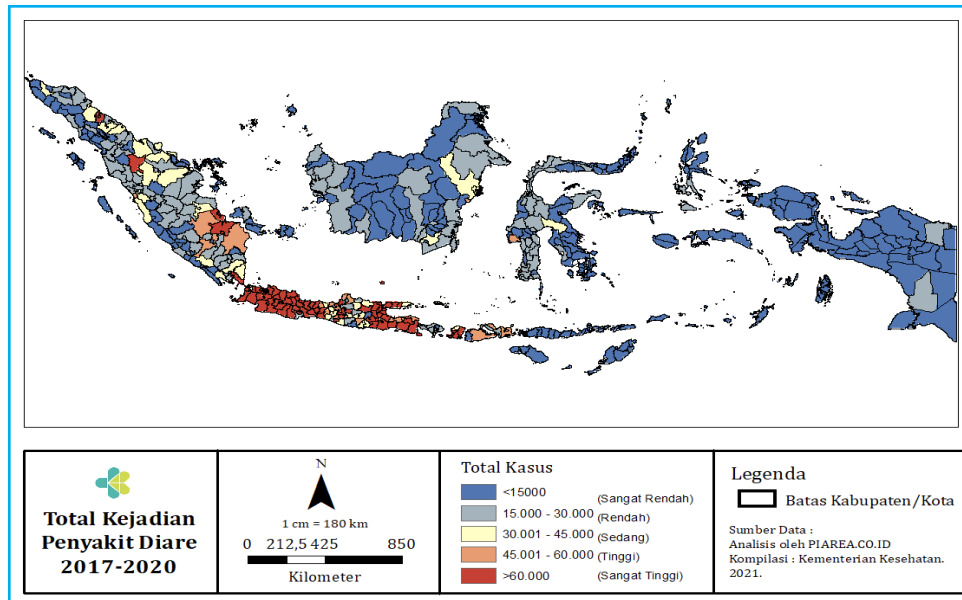 Total Kejadian
Penyakit Diare
2017-2020
N
1 cm = 180 km
0 212,5 425 850
Kilometer
Total Kasus
<15000 (Sangat Rendah)
15.000 - 30.000 (Rendah)
30.001 - 45.000 (Sedang)
45.001 - 60.000 (Tinggi)
>60.000 (Sangat Tinggi)
Legenda
Batas Kabupaten/Kota
Sumber Data :
Analisis oleh PIAREA.CO.ID
Kompilasi : Kementerian Kesehatan.
2021.